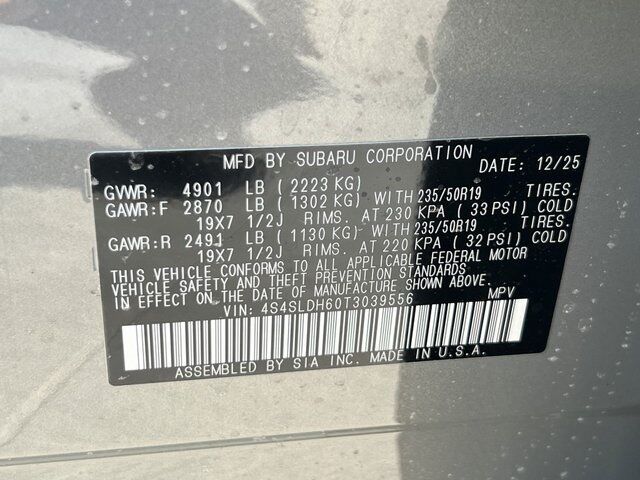 MFD BY SUBARU CORPORATION DATE: 12/25
GVWR: 4901 LB ( 2223 KG)
GAWR:F 2870 LB ( 1302 KG) WITH 235/50R19 TIRES.
19X7 1/2J RIMS. AT 230 KPA ( 33 PSI) COLD
GAWR:R 2491 LB ( 1130 KG) WITH 235/50R19 TIRES.
19X7 1/2J RIMS. AT 220 KPA ( 32 PSI) COLD
THIS VEHICLE CONFORMS TO ALL APPLICABLE FEDERAL MOTOR
VEHICLE SAFETY AND THEFT PREVENTION STANDARDS
IN EFFECT ON THE DATE OF MANUFACTURE SHOWN ABOVE.
VIN: 4S4SLDH60T3039556 MPV
ASSEMBLED BY SIA INC. MADE IN U.S.A.